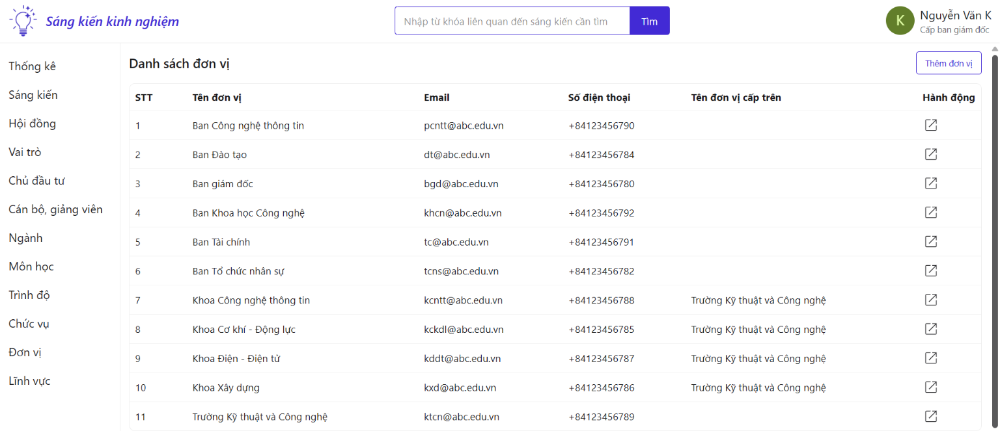 Sáng kiến kinh nghiệm
Nhập từ khóa liên quan đến sáng kiến cần tìm Tìm
K Nguyễn Văn K
Cấp ban giám đốc
Thống kê
Sáng kiến
Hội đồng
Vai trò
Chủ đầu tư
Cán bộ, giảng viên
Ngành
Môn học
Trình độ
Chức vụ
Đơn vị
Lĩnh vực
Danh sách đơn vị Thêm đơn vị
STT Tên đơn vị Email Số điện thoại Tên đơn vị cấp trên Hành động
1 Ban Công nghệ thông tin pcntt@abc.edu.vn +84123456790
2 Ban Đào tạo dt@abc.edu.vn +84123456784
3 Ban giám đốc bgd@abc.edu.vn +84123456780
4 Ban Khoa học Công nghệ khcn@abc.edu.vn +84123456792
5 Ban Tài chính tc@abc.edu.vn +84123456791
6 Ban Tổ chức nhân sự tcns@abc.edu.vn +84123456782
7 Khoa Công nghệ thông tin kcntt@abc.edu.vn +84123456788 Trường Kỹ thuật và Công nghệ
8 Khoa Cơ khí - Động lực kckdl@abc.edu.vn +84123456785 Trường Kỹ thuật và Công nghệ
9 Khoa Điện - Điện tử kddt@abc.edu.vn +84123456787 Trường Kỹ thuật và Công nghệ
10 Khoa Xây dựng kxd@abc.edu.vn +84123456786 Trường Kỹ thuật và Công nghệ
11 Trường Kỹ thuật và Công nghệ ktcn@abc.edu.vn +84123456789